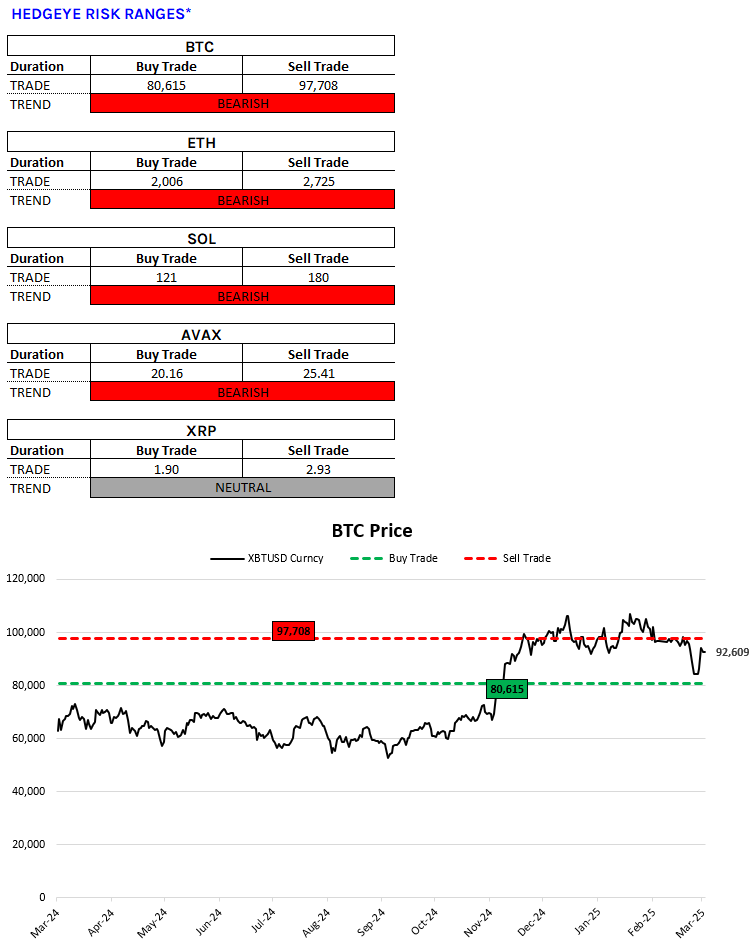 HEDGEYE RISK RANGES*
BTC
Duration Buy Trade Sell Trade
TRADE 80,615 97,708
TREND BEARISH
ETH
Duration Buy Trade Sell Trade
TRADE 2,006 2,725
TREND BEARISH
SOL
Duration Buy Trade Sell Trade
TRADE 121 180
TREND BEARISH
AVAX
Duration Buy Trade Sell Trade
TRADE 20.16 25.41
TREND BEARISH
XRP
Duration Buy Trade Sell Trade
TRADE 1.90 2.93
TREND NEUTRAL
BTC Price
XBTUSD Curncy Buy Trade Sell Trade
120,000
100,000
97,708
92,609
80,000
80,615
60,000
40,000
20,000
0
Mar-24 Apr-24 May-24 Jun-24 Jul-24 Aug-24 Sep-24 Oct-24 Nov-24 Dec-24 Jan-25 Feb-25 Mar-25